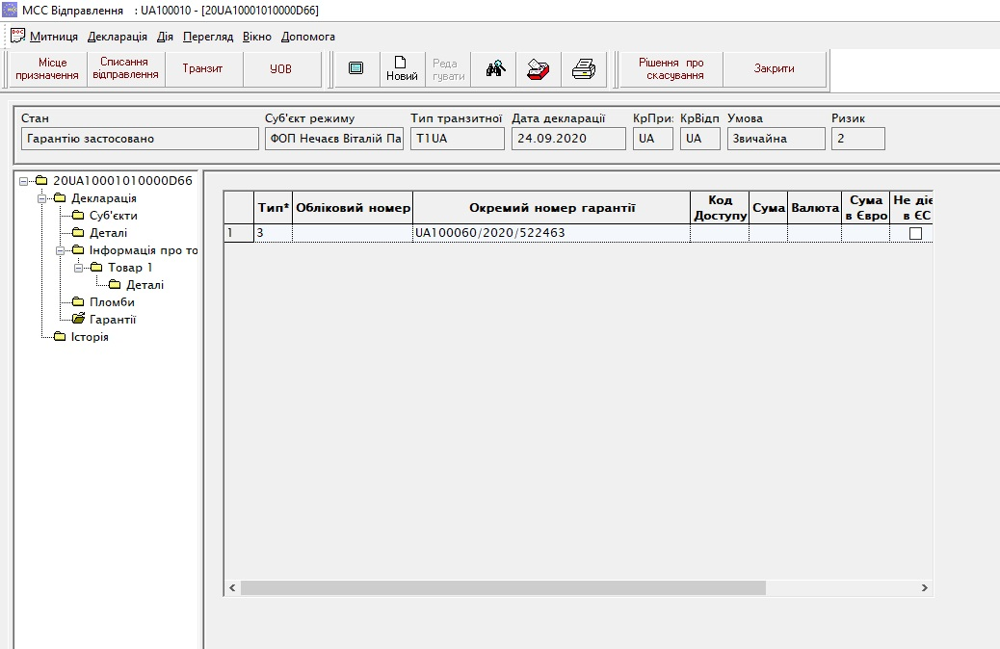 МСС Відправлення : UA100010 - [20UA10001010000D66]
Митниця Декларація Дія Перегляд Вікно Допомога
Місце призначення Списання відправлення Транзит УОВ Новий Редагувати Рішення про скасування Закрити
Стан Суб'єкт режиму Тип транзитної Дата декларації КрПри: КрВідп Умова Ризик
Гарантію застосовано ФОП Нечаєв Віталій Па T1UA 24.09.2020 UA UA Звичайна 2
20UA10001010000D66
Декларація
Суб'єкти
Деталі
Інформація про то
Товар 1
Деталі
Пломби
Гарантії
Історія
Тип* Обліковий номер Окремий номер гарантії Код Доступу Сума Валюта Сума в Євро Не діє в ЄС
1 3 UA100060/2020/522463